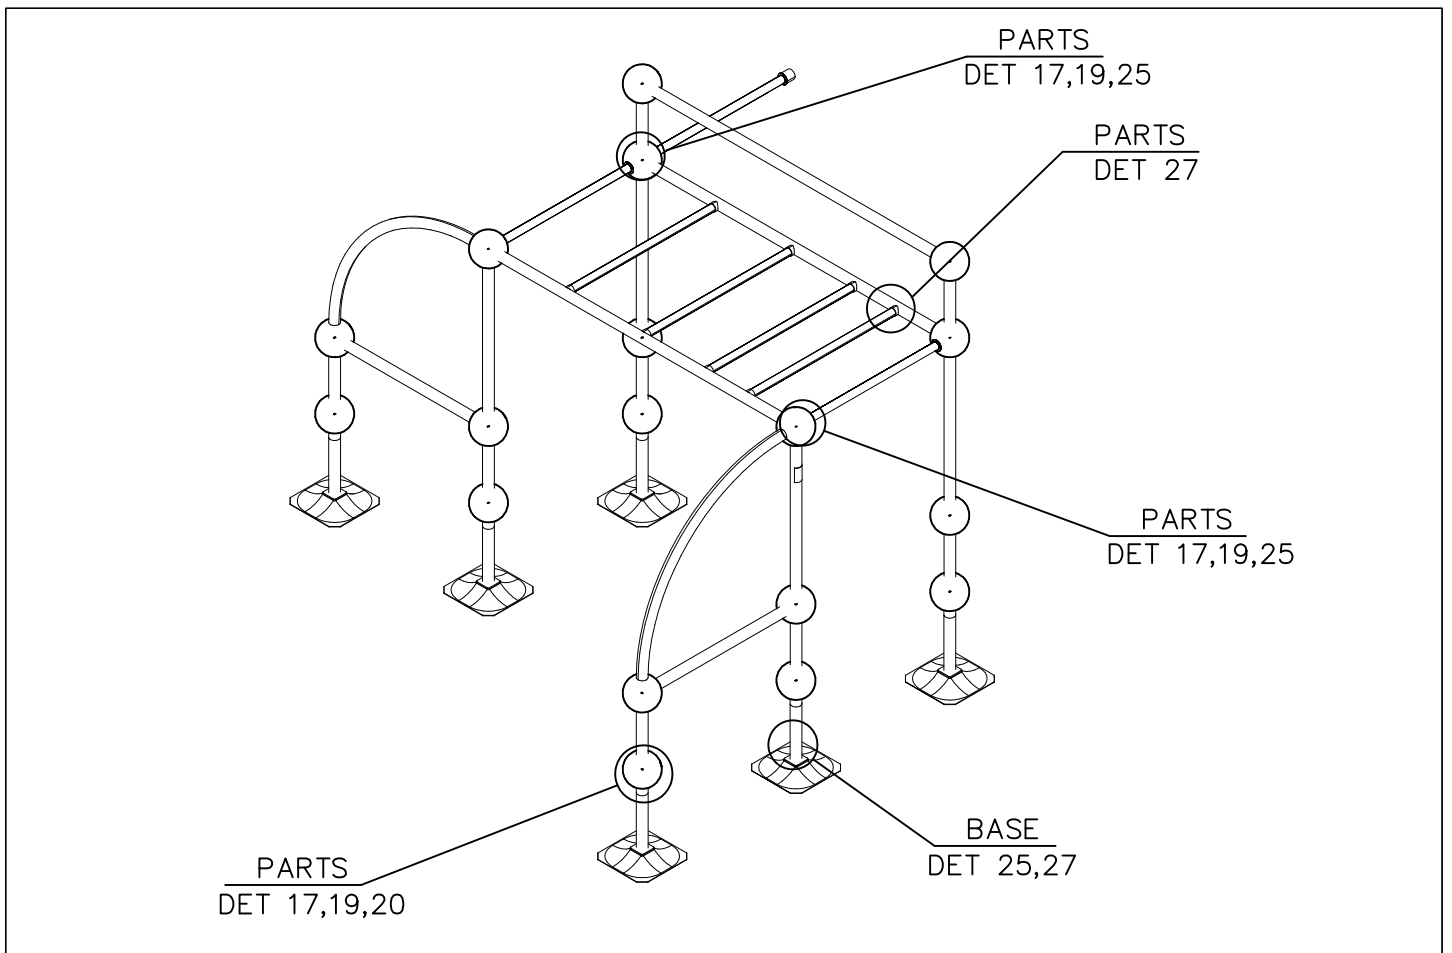 PARTS
DET 17,19,25
PARTS
DET 27
PARTS
DET 17,19,25
BASE
DET 25,27
PARTS
DET 17,19,20